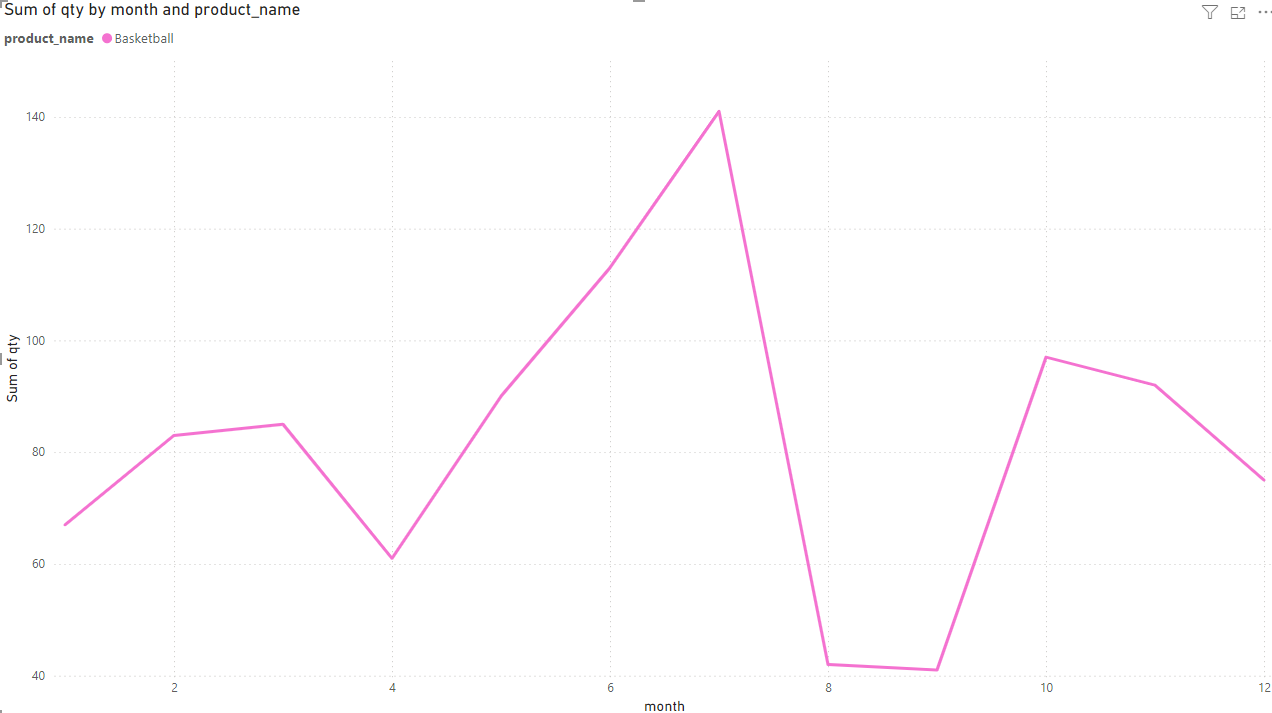 Sum of qty by month and product_name
product_name Basketball
140
120
100
80
60
40
Sum of qty
2 4 6 8 10 12
month